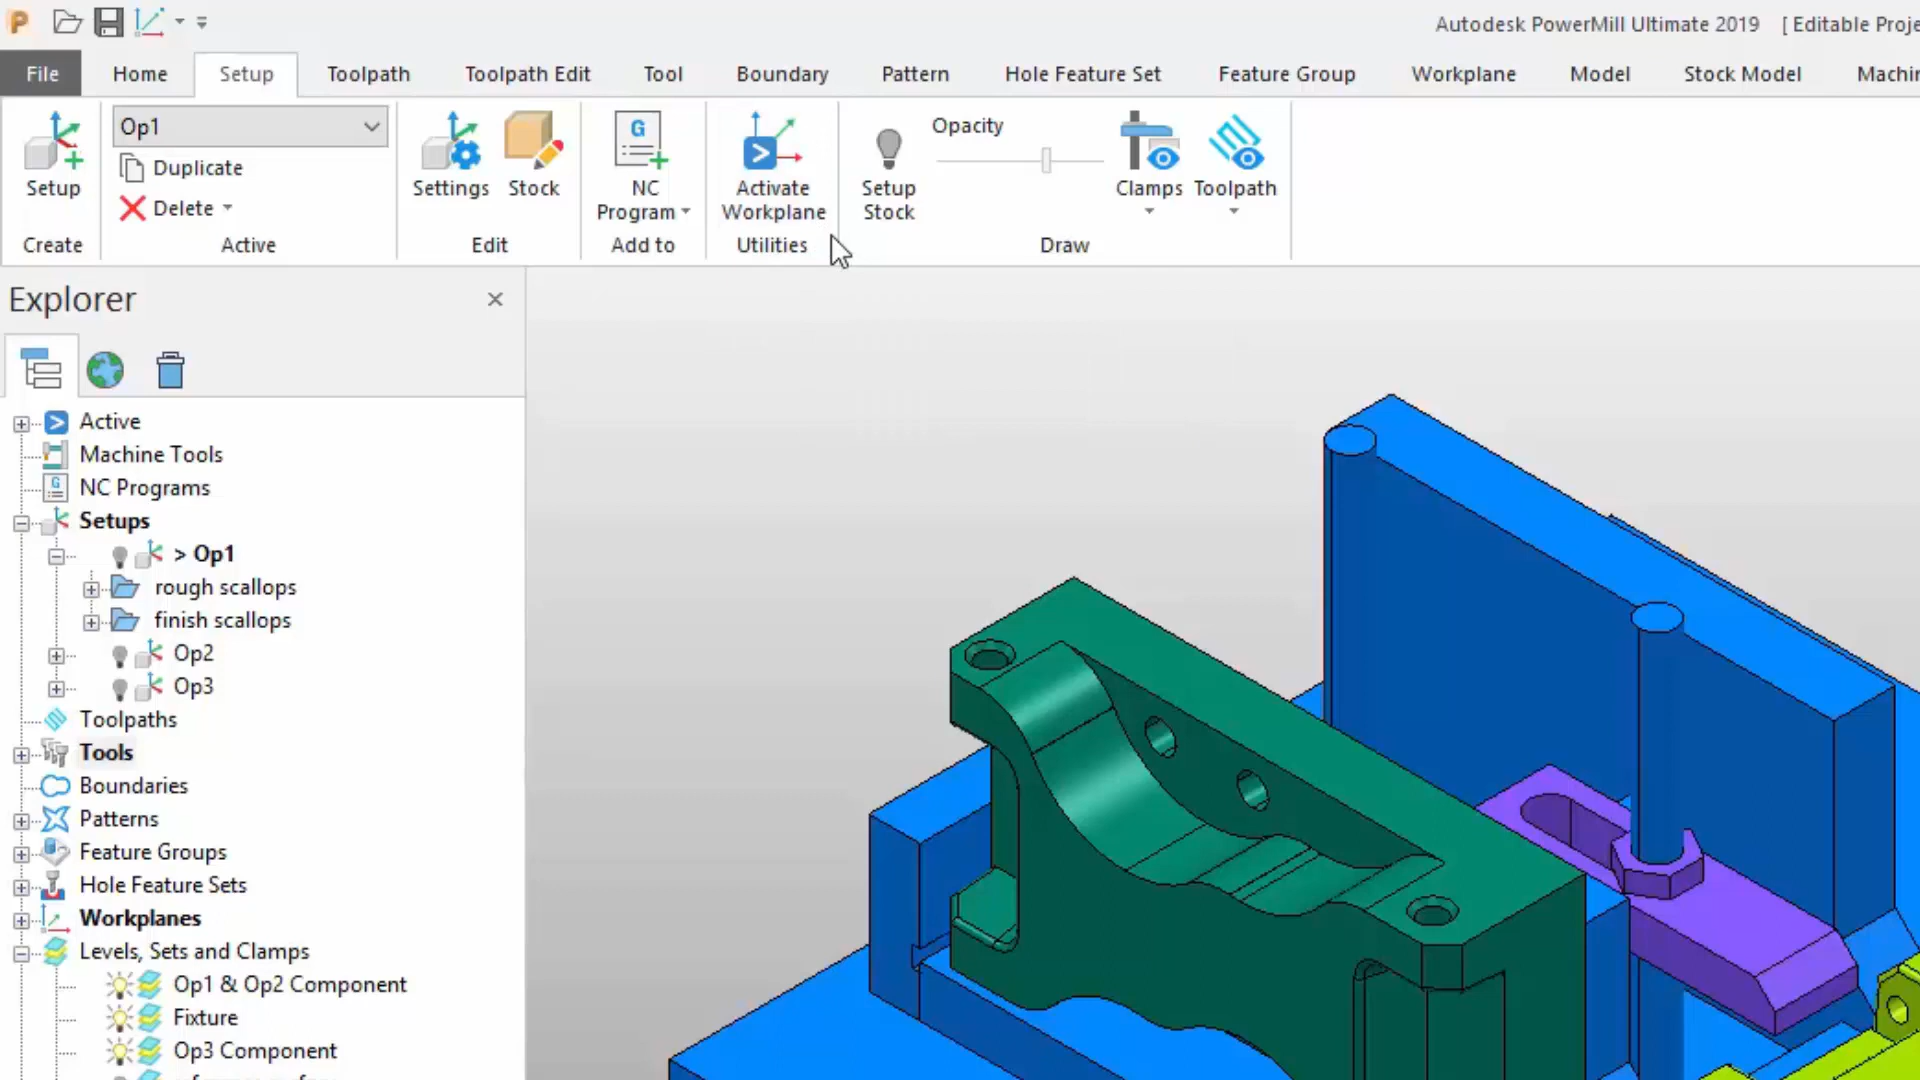 Autodesk PowerMill Ultimate 2019 [ Editable Proje
File Home Setup Toolpath Toolpath Edit Tool Boundary Pattern Hole Feature Set Feature Group Workplane Model Stock Model Machin
Op1
Duplicate
Delete
Setup
Create
Active
Settings
Stock
Edit
NC
Program
Add to
Activate
Workplane
Utilities
Setup
Stock
Opacity
Clamps
Toolpath
Draw
Explorer
Active
Machine Tools
NC Programs
Setups
> Op1
rough scallops
finish scallops
Op2
Op3
Toolpaths
Tools
Boundaries
Patterns
Feature Groups
Hole Feature Sets
Workplanes
Levels, Sets and Clamps
Op1 & Op2 Component
Fixture
Op3 Component